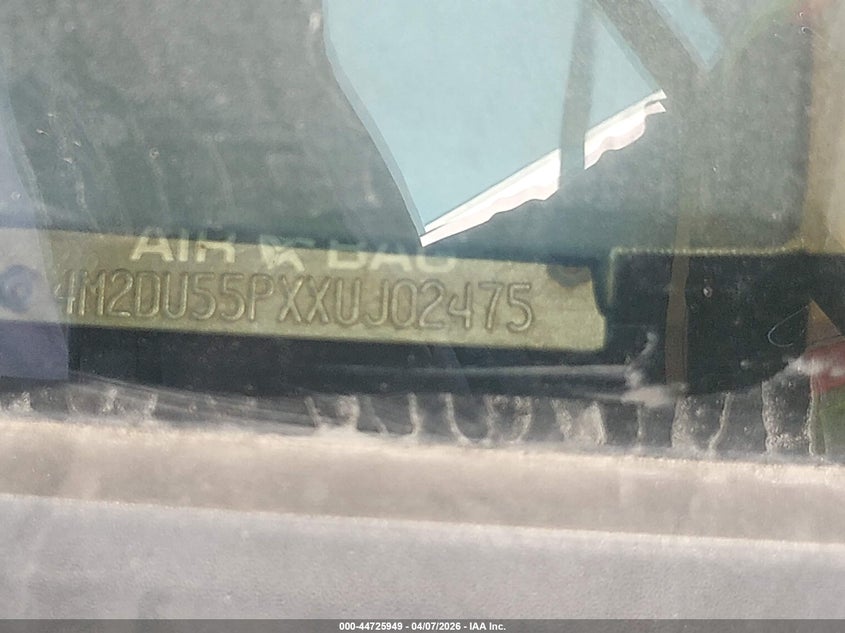 AIR BAG
4M2DU55PXXUJ02475
000-44725949 - 04/07/2026 - IAA Inc.